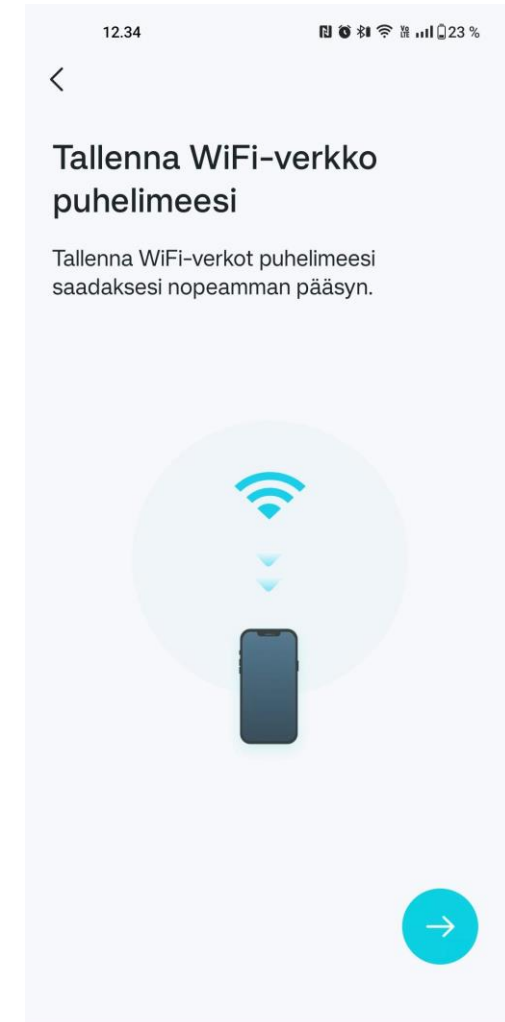 12.34 23 %
Tallenna WiFi-verkko
puhelimeesi
Tallenna WiFi-verkot puhelimeesi
saadaksesi nopeamman pääsyn.